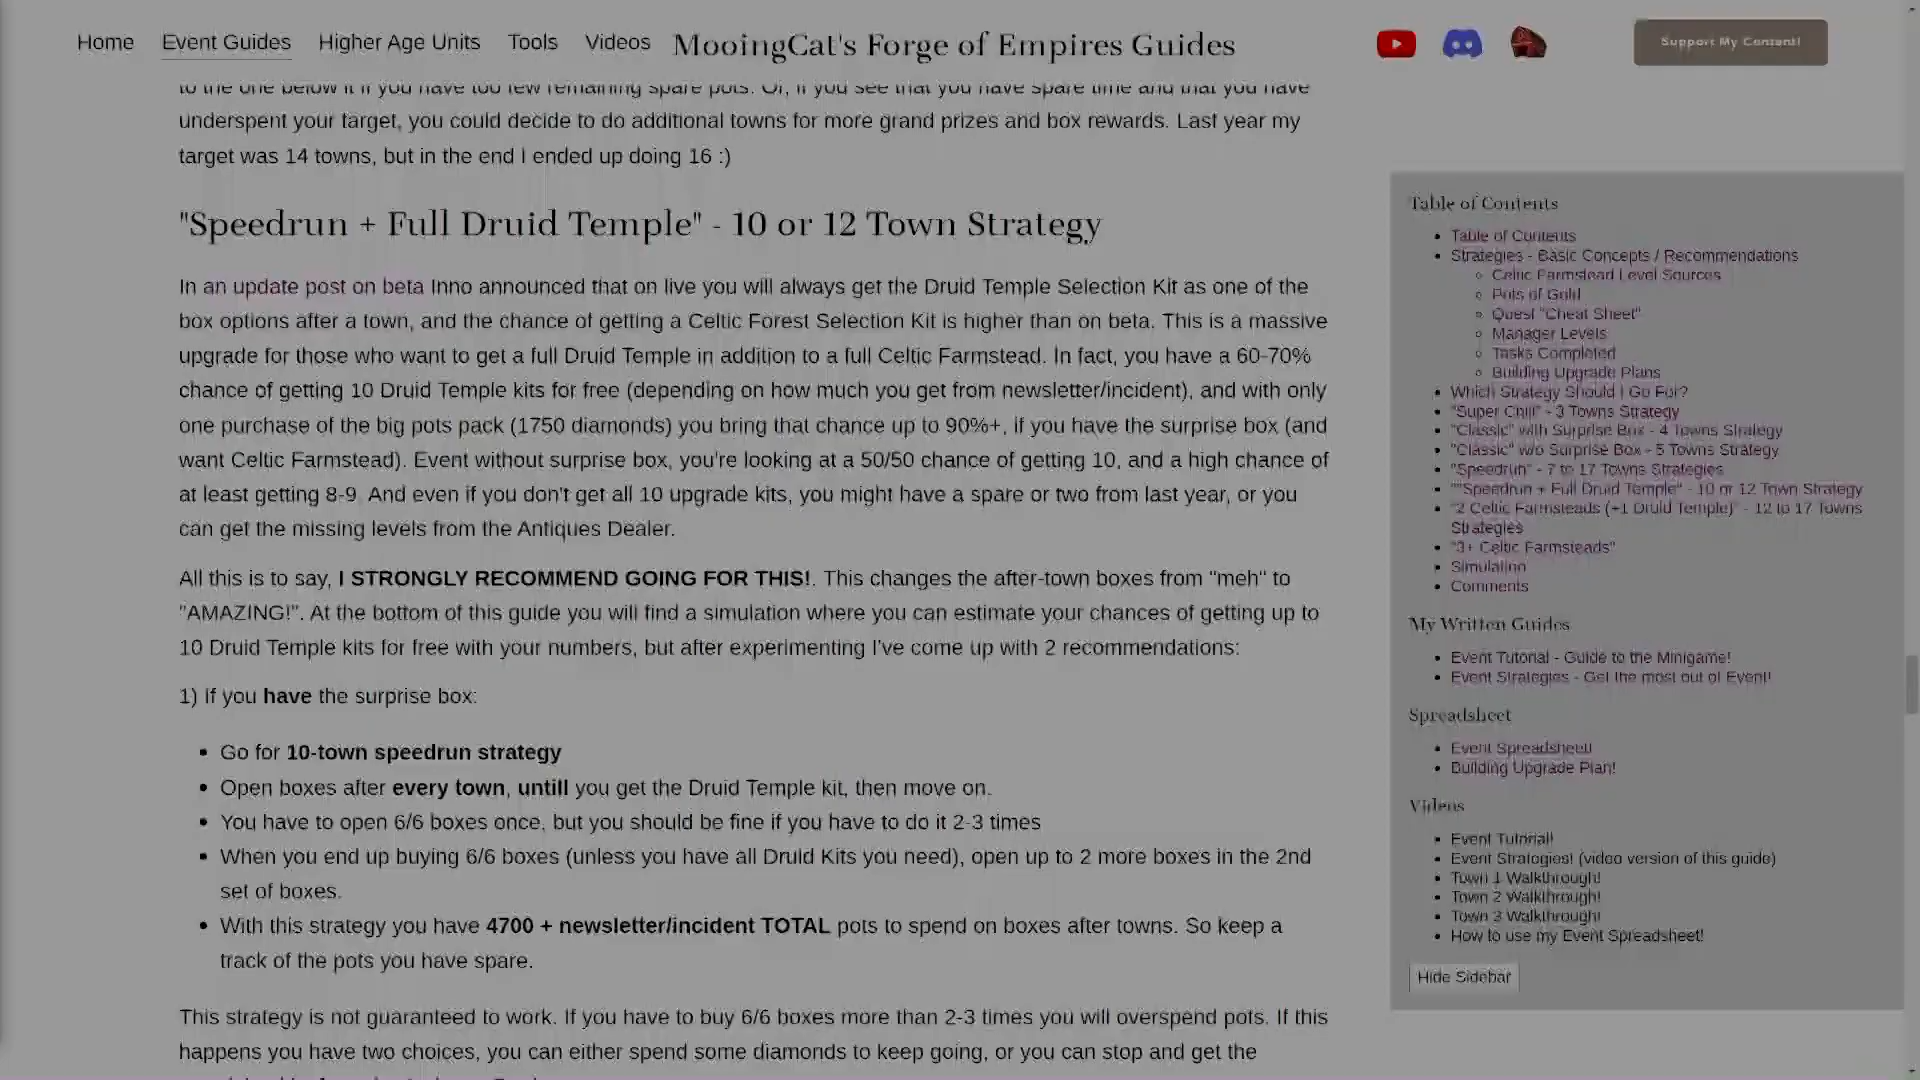 Home Event Guides Higher Age Units Tools Videos MooingCat's Forge of Empires Guides Support My Content!
to the one below it if you have too few remaining spare pots. Or, if you see that you have spare time and that you have
underspent your target, you could decide to do additional towns for more grand prizes and box rewards. Last year my
target was 14 towns, but in the end I ended up doing 16 :)
"Speedrun + Full Druid Temple" - 10 or 12 Town Strategy
In an update post on beta Inno announced that on live you will always get the Druid Temple Selection Kit as one of the
box options after a town, and the chance of getting a Celtic Forest Selection Kit is higher than on beta. This is a massive
upgrade for those who want to get a full Druid Temple in addition to a full Celtic Farmstead. In fact, you have a 60-70%
chance of getting 10 Druid Temple kits for free (depending on how much you get from newsletter/incident), and with only
one purchase of the big pots pack (1750 diamonds) you bring that chance up to 90%+, if you have the surprise box (and
want Celtic Farmstead). Event without surprise box, you're looking at a 50/50 chance of getting 10, and a high chance of
at least getting 8-9. And even if you don't get all 10 upgrade kits, you might have a spare or two from last year, or you
can get the missing levels from the Antiques Dealer.
All this is to say, I STRONGLY RECOMMEND GOING FOR THIS!. This changes the after-town boxes from "meh" to
"AMAZING!". At the bottom of this guide you will find a simulation where you can estimate your chances of getting up to
10 Druid Temple kits for free with your numbers, but after experimenting I've come up with 2 recommendations:
1) If you have the surprise box:
• Go for 10-town speedrun strategy
• Open boxes after every town, untill you get the Druid Temple kit, then move on.
• You have to open 6/6 boxes once, but you should be fine if you have to do it 2-3 times
• When you end up buying 6/6 boxes (unless you have all Druid Kits you need), open up to 2 more boxes in the 2nd
set of boxes.
• With this strategy you have 4700 + newsletter/incident TOTAL pots to spend on boxes after towns. So keep a
track of the pots you have spare.
This strategy is not guaranteed to work. If you have to buy 6/6 boxes more than 2-3 times you will overspend pots. If this
happens you have two choices, you can either spend some diamonds to keep going, or you can stop and get the
Table of Contents
• Table of Contents
• Strategies - Basic Concepts / Recommendations
◦ Celtic Farmstead Level Sources
◦ Pots of Gold
◦ Quest "Cheat Sheet"
◦ Manager Levels
◦ Tasks Completed
◦ Building Upgrade Plans
• Which Strategy Should I Go For?
• "Super Chill" - 3 Towns Strategy
• "Classic" with Surprise Box - 4 Towns Strategy
• "Classic" w/o Surprise Box - 5 Towns Strategy
• "Speedrun" - 7 to 17 Towns Strategies
• ""Speedrun + Full Druid Temple" - 10 or 12 Town Strategy
• "2 Celtic Farmsteads (+1 Druid Temple)" - 12 to 17 Towns
Strategies
• "3+ Celtic Farmsteads"
• Simulation
• Comments
My Written Guides
• Event Tutorial - Guide to the Minigame!
• Event Strategies - Get the most out of Event!
Spreadsheet
• Event Spreadsheet!
• Building Upgrade Plan!
Videos
• Event Tutorial!
• Event Strategies! (video version of this guide)
• Town 1 Walkthrough!
• Town 2 Walkthrough!
• Town 3 Walkthrough!
• How to use my Event Spreadsheet!
Hide Sidebar